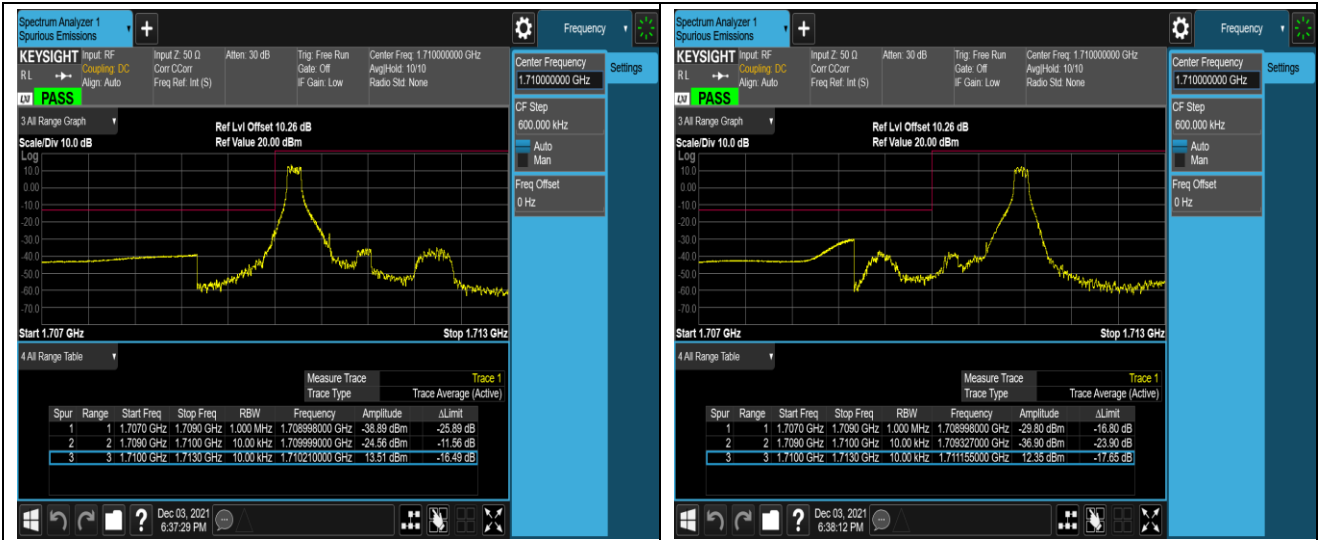 Spectrum Analyzer 1
Spurious Emissions
+
Frequency
KEYSIGHT
Input: RF
Coupling: DC
Align: Auto
Input Z: 50 Ω
Corr CCorr
Freq Ref: Int (S)
Atten: 30 dB
Trig: Free Run
Gate: Off
IF Gain: Low
Center Freq: 1.710000000 GHz
Avg|Hold: 10/10
Radio Std: None
R L
LXI
PASS
Center Frequency
1.710000000 GHz
Settings
CF Step
600.000 kHz
Auto
Man
Freq Offset
0 Hz
3 All Range Graph
Ref Lvl Offset 10.26 dB
Scale/Div 10.0 dB
Ref Value 20.00 dBm
Log
10.0
0.00
-10.0
-20.0
-30.0
-40.0
-50.0
-60.0
-70.0
Start 1.707 GHz
Stop 1.713 GHz
4 All Range Table
Measure Trace Trace 1
Trace Type Trace Average (Active)
Spur Range Start Freq Stop Freq RBW Frequency Amplitude ΔLimit
1 1 1.7070 GHz 1.7090 GHz 1.000 MHz 1.708998000 GHz -38.89 dBm -25.89 dB
2 2 1.7090 GHz 1.7100 GHz 10.00 kHz 1.709999000 GHz -24.56 dBm -11.56 dB
3 3 1.7100 GHz 1.7130 GHz 10.00 kHz 1.710210000 GHz 13.51 dBm -16.49 dB
?
Dec 03, 2021
6:37:29 PM
Spectrum Analyzer 1
Spurious Emissions
+
Frequency
KEYSIGHT
Input: RF
Coupling: DC
Align: Auto
Input Z: 50 Ω
Corr CCorr
Freq Ref: Int (S)
Atten: 30 dB
Trig: Free Run
Gate: Off
IF Gain: Low
Center Freq: 1.710000000 GHz
Avg|Hold: 10/10
Radio Std: None
R L
LXI
PASS
Center Frequency
1.710000000 GHz
Settings
CF Step
600.000 kHz
Auto
Man
Freq Offset
0 Hz
3 All Range Graph
Ref Lvl Offset 10.26 dB
Scale/Div 10.0 dB
Ref Value 20.00 dBm
Log
10.0
0.00
-10.0
-20.0
-30.0
-40.0
-50.0
-60.0
-70.0
Start 1.707 GHz
Stop 1.713 GHz
4 All Range Table
Measure Trace Trace 1
Trace Type Trace Average (Active)
Spur Range Start Freq Stop Freq RBW Frequency Amplitude ΔLimit
1 1 1.7070 GHz 1.7090 GHz 1.000 MHz 1.708998000 GHz -29.80 dBm -16.80 dB
2 2 1.7090 GHz 1.7100 GHz 10.00 kHz 1.709327000 GHz -36.90 dBm -23.90 dB
3 3 1.7100 GHz 1.7130 GHz 10.00 kHz 1.711155000 GHz 12.35 dBm -17.65 dB
?
Dec 03, 2021
6:38:12 PM